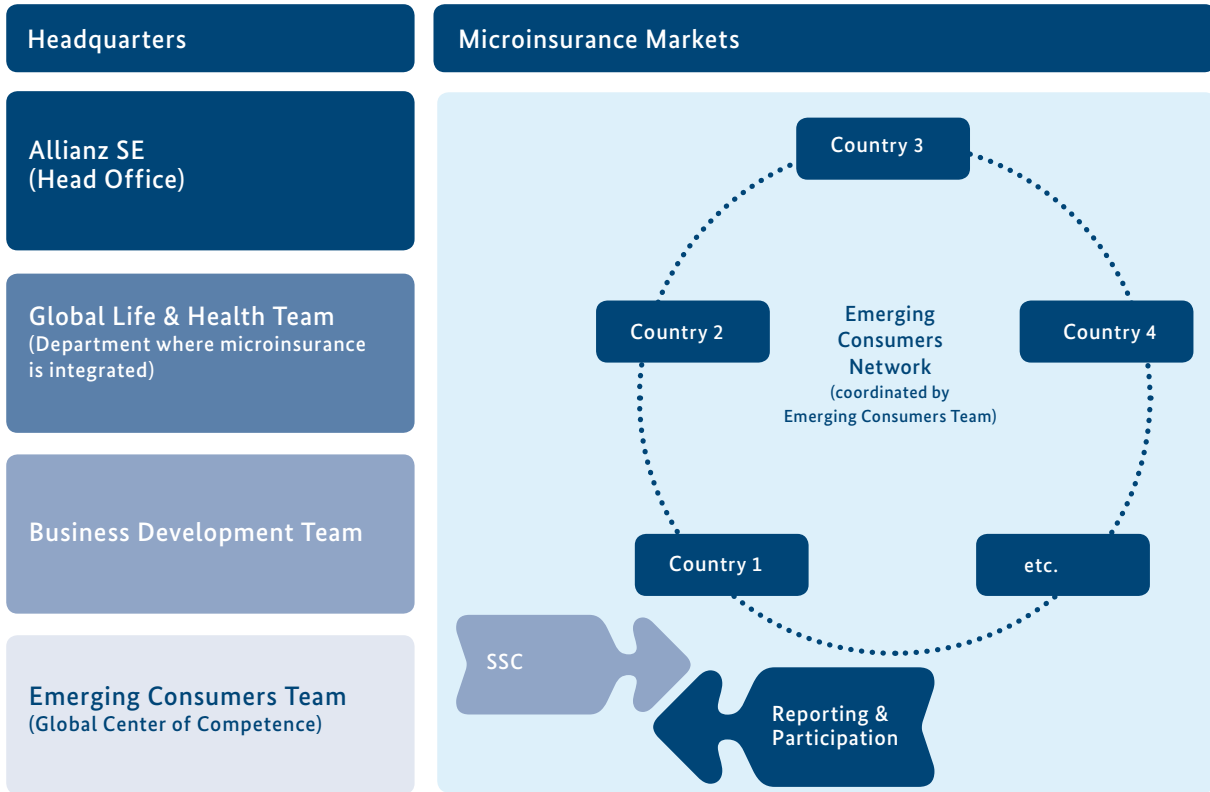 Headquarters
Allianz SE
(Head Office)
Global Life & Health Team
(Department where microinsurance
is integrated)
Business Development Team
Emerging Consumers Team
(Global Center of Competence)
Microinsurance Markets
Country 3
Country 2
Emerging
Consumers
Network
(coordinated by
Emerging Consumers Team)
Country 4
Country 1
etc.
SSC
Reporting &
Participation